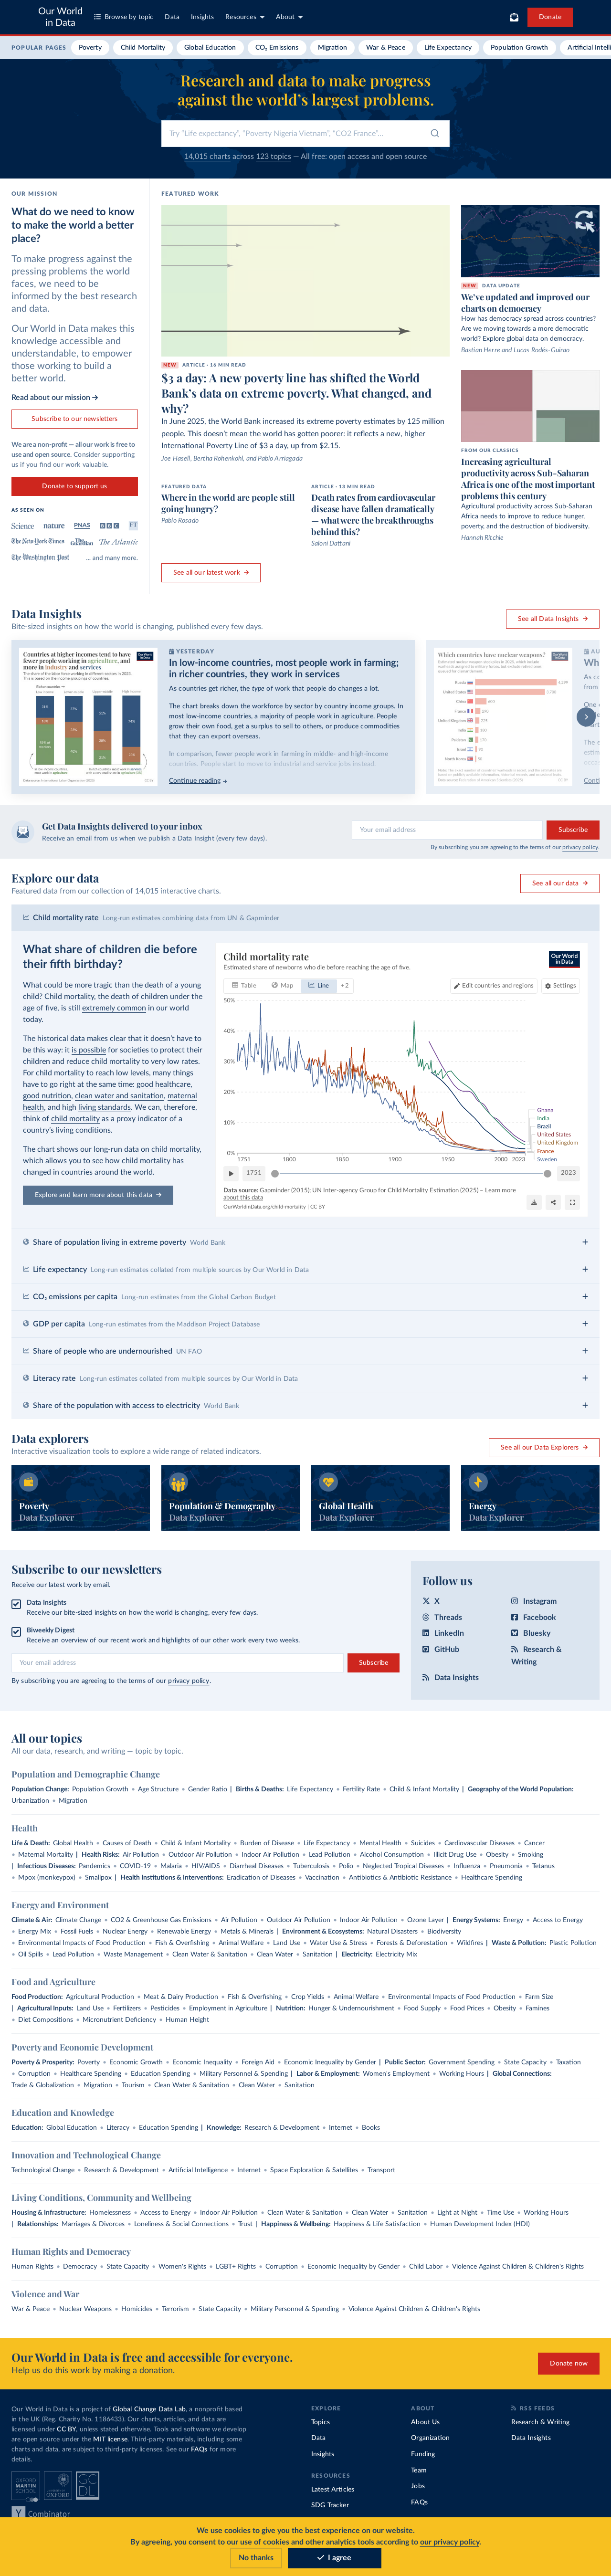 Our World
in Data
Browse by topic
Data
Insights
Resources
About
Donate
POPULAR PAGES
Poverty
Child Mortality
Global Education
CO₂ Emissions
Migration
War & Peace
Life Expectancy
Population Growth
Artificial Intelli
Research and data to make progress
against the world's largest problems.
Try "Life expectancy", "Poverty Nigeria Vietnam", "CO2 France"...
14,015 charts across 123 topics — All free: open access and open source
OUR MISSION
What do we need to know
to make the world a better
place?
To make progress against the
pressing problems the world
faces, we need to be
informed by the best research
and data.
Our World in Data makes this
knowledge accessible and
understandable, to empower
those working to build a
better world.
Read about our mission →
Subscribe to our newsletters
We are a non-profit — all our work is free to
use and open source. Consider supporting
us if you find our work valuable.
Donate to support us
AS SEEN ON
Science
nature
PNAS
BBC
FT
The New York Times
The Guardian
The Atlantic
The Washington Post
... and many more.
FEATURED WORK
NEW ARTICLE · 16 MIN READ
$3 a day: A new poverty line has shifted the World
Bank's data on extreme poverty. What changed, and
why?
In June 2025, the World Bank increased its extreme poverty estimates by 125 million
people. This doesn't mean the world has gotten poorer: it reflects a new, higher
International Poverty Line of $3 a day, up from $2.15.
Joe Hasell, Bertha Rohenkohl, and Pablo Arriagada
FEATURED DATA
Where in the world are people still
going hungry?
Pablo Rosado
ARTICLE · 13 MIN READ
Death rates from cardiovascular
disease have fallen dramatically
— what were the breakthroughs
behind this?
Saloni Dattani
See all our latest work →
NEW DATA UPDATE
We've updated and improved our
charts on democracy
How has democracy spread across countries?
Are we moving towards a more democratic
world? Explore global data on democracy.
Bastian Herre and Lucas Rodés-Guirao
FROM OUR CLASSICS
Increasing agricultural
productivity across Sub-Saharan
Africa is one of the most important
problems this century
Agricultural productivity across Sub-Saharan
Africa needs to improve to reduce hunger,
poverty, and the destruction of biodiversity.
Hannah Ritchie
Data Insights
Bite-sized insights on how the world is changing, published every few days.
See all Data Insights →
Countries at higher incomes tend to have
fewer people working in agriculture, and
more in industry and services
YESTERDAY
In low-income countries, most people work in farming;
in richer countries, they work in services
As countries get richer, the type of work that people do changes a lot.
The chart breaks down the workforce by sector by country income groups. In
most low-income countries, a majority of people work in agriculture. People
grow their own food, get a surplus to sell to others, or produce commodities
that they can export overseas.
In comparison, fewer people work in farming in middle- and high-income
countries. People start to move to industrial and service jobs instead.
Continue reading →
Which countries have nuclear weapons?
Get Data Insights delivered to your inbox
Receive an email from us when we publish a Data Insight (every few days).
Your email address
Subscribe
By subscribing you are agreeing to the terms of our privacy policy.
Explore our data
Featured data from our collection of 14,015 interactive charts.
See all our data →
Child mortality rate Long-run estimates combining data from UN & Gapminder
What share of children die before
their fifth birthday?
What could be more tragic than the death of a young
child? Child mortality, the death of children under the
age of five, is still extremely common in our world
today.
The historical data makes clear that it doesn't have to
be this way: it is possible for societies to protect their
children and reduce child mortality to very low rates.
For child mortality to reach low levels, many things
have to go right at the same time: good healthcare,
good nutrition, clean water and sanitation, maternal
health, and high living standards. We can, therefore,
think of child mortality as a proxy indicator of a
country's living conditions.
The chart shows our long-run data on child mortality,
which allows you to see how child mortality has
changed in countries around the world.
Explore and learn more about this data →
Child mortality rate
Estimated share of newborns who die before reaching the age of five.
Our World
in Data
Table
Map
Line
+2
Edit countries and regions
Settings
50%
40%
30%
20%
10%
0%
1751
1800
1850
1900
1950
2000
2023
Ghana
India
Brazil
United States
United Kingdom
France
Sweden
1751
2023
Data source: Gapminder (2015); UN Inter-agency Group for Child Mortality Estimation (2025) – Learn more
about this data
OurWorldinData.org/child-mortality | CC BY
Share of population living in extreme poverty World Bank
Life expectancy Long-run estimates collated from multiple sources by Our World in Data
CO₂ emissions per capita Long-run estimates from the Global Carbon Budget
GDP per capita Long-run estimates from the Maddison Project Database
Share of people who are undernourished UN FAO
Literacy rate Long-run estimates collated from multiple sources by Our World in Data
Share of the population with access to electricity World Bank
Data explorers
Interactive visualization tools to explore a wide range of related indicators.
See all our Data Explorers →
Poverty
Data Explorer
Population & Demography
Data Explorer
Global Health
Data Explorer
Energy
Data Explorer
Subscribe to our newsletters
Receive our latest work by email.
Data Insights
Receive our bite-sized insights on how the world is changing, every few days.
Biweekly Digest
Receive an overview of our recent work and highlights of our other work every two weeks.
Your email address
Subscribe
By subscribing you are agreeing to the terms of our privacy policy.
Follow us
X
Instagram
Threads
Facebook
LinkedIn
Bluesky
GitHub
Research &
Writing
Data Insights
All our topics
All our data, research, and writing — topic by topic.
Population and Demographic Change
Population Change: Population Growth • Age Structure • Gender Ratio | Births & Deaths: Life Expectancy • Fertility Rate • Child & Infant Mortality | Geography of the World Population:
Urbanization • Migration
Health
Life & Death: Global Health • Causes of Death • Child & Infant Mortality • Burden of Disease • Life Expectancy • Mental Health • Suicides • Cardiovascular Diseases • Cancer
• Maternal Mortality | Health Risks: Air Pollution • Outdoor Air Pollution • Indoor Air Pollution • Lead Pollution • Alcohol Consumption • Illicit Drug Use • Obesity • Smoking
| Infectious Diseases: Pandemics • COVID-19 • Malaria • HIV/AIDS • Diarrheal Diseases • Tuberculosis • Polio • Neglected Tropical Diseases • Influenza • Pneumonia • Tetanus
• Mpox (monkeypox) • Smallpox | Health Institutions & Interventions: Eradication of Diseases • Vaccination • Antibiotics & Antibiotic Resistance • Healthcare Spending
Energy and Environment
Climate & Air: Climate Change • CO2 & Greenhouse Gas Emissions • Air Pollution • Outdoor Air Pollution • Indoor Air Pollution • Ozone Layer | Energy Systems: Energy • Access to Energy
• Energy Mix • Fossil Fuels • Nuclear Energy • Renewable Energy • Metals & Minerals | Environment & Ecosystems: Natural Disasters • Biodiversity
• Environmental Impacts of Food Production • Fish & Overfishing • Animal Welfare • Land Use • Water Use & Stress • Forests & Deforestation • Wildfires | Waste & Pollution: Plastic Pollution
• Oil Spills • Lead Pollution • Waste Management • Clean Water & Sanitation • Clean Water • Sanitation | Electricity: Electricity Mix
Food and Agriculture
Food Production: Agricultural Production • Meat & Dairy Production • Fish & Overfishing • Crop Yields • Animal Welfare • Environmental Impacts of Food Production • Farm Size
| Agricultural Inputs: Land Use • Fertilizers • Pesticides • Employment in Agriculture | Nutrition: Hunger & Undernourishment • Food Supply • Food Prices • Obesity • Famines
• Diet Compositions • Micronutrient Deficiency • Human Height
Poverty and Economic Development
Poverty & Prosperity: Poverty • Economic Growth • Economic Inequality • Foreign Aid • Economic Inequality by Gender | Public Sector: Government Spending • State Capacity • Taxation
• Corruption • Healthcare Spending • Education Spending • Military Personnel & Spending | Labor & Employment: Women's Employment • Working Hours | Global Connections:
Trade & Globalization • Migration • Tourism • Clean Water & Sanitation • Clean Water • Sanitation
Education and Knowledge
Education: Global Education • Literacy • Education Spending | Knowledge: Research & Development • Internet • Books
Innovation and Technological Change
Technological Change • Research & Development • Artificial Intelligence • Internet • Space Exploration & Satellites • Transport
Living Conditions, Community and Wellbeing
Housing & Infrastructure: Homelessness • Access to Energy • Indoor Air Pollution • Clean Water & Sanitation • Clean Water • Sanitation • Light at Night • Time Use • Working Hours
| Relationships: Marriages & Divorces • Loneliness & Social Connections • Trust | Happiness & Wellbeing: Happiness & Life Satisfaction • Human Development Index (HDI)
Human Rights and Democracy
Human Rights • Democracy • State Capacity • Women's Rights • LGBT+ Rights • Corruption • Economic Inequality by Gender • Child Labor • Violence Against Children & Children's Rights
Violence and War
War & Peace • Nuclear Weapons • Homicides • Terrorism • State Capacity • Military Personnel & Spending • Violence Against Children & Children's Rights
Our World in Data is free and accessible for everyone.
Help us do this work by making a donation.
Donate now
Our World in Data is a project of Global Change Data Lab, a nonprofit based
in the UK (Reg. Charity No. 1186433). Our charts, articles, and data are
licensed under CC BY, unless stated otherwise. Tools and software we develop
are open source under the MIT license. Third-party materials, including some
charts and data, are subject to third-party licenses. See our FAQs for more
details.
OXFORD
MARTIN
SCHOOL
UNIVERSITY OF
OXFORD
GC
DL
Y Combinator
EXPLORE
Topics
Data
Insights
RESOURCES
Latest Articles
SDG Tracker
ABOUT
About Us
Organization
Funding
Team
Jobs
FAQs
RSS FEEDS
Research & Writing
Data Insights
We use cookies to give you the best experience on our website.
By agreeing, you consent to our use of cookies and other analytics tools according to our privacy policy.
No thanks
I agree